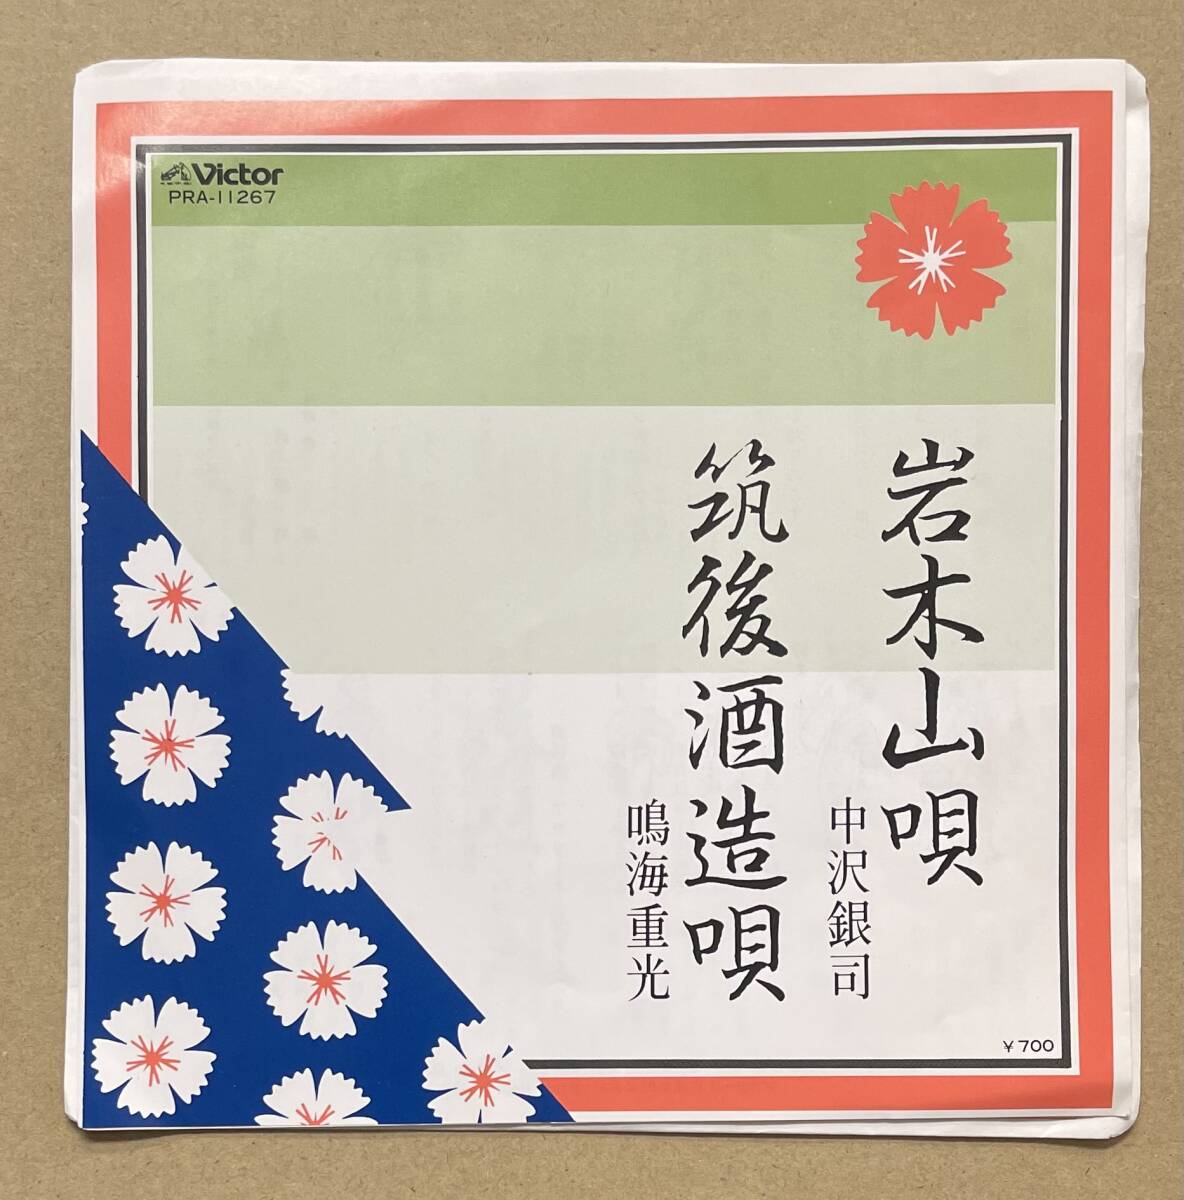 Victor
PRA-11267
岩木山唄
中沢銀司
筑後酒造唄
鳴海重光
¥700